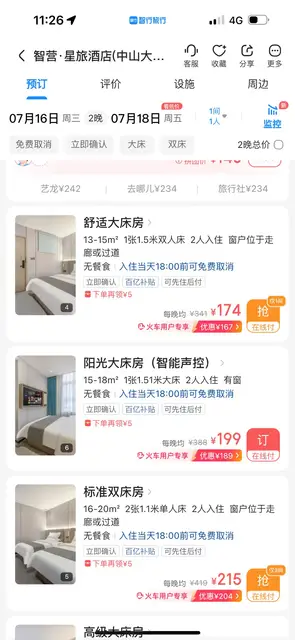 11:26
4G
智行旅行
智营·星旅酒店(中山大...
客服
收藏
分享
更多
预订
评价
设施
周边
07月16日 周三 2晚 07月18日 周五
看低价
1间
1人
监控
免费取消
立即确认
大床
双床
2晚总价
艺龙¥242
去哪儿¥234
旅行社¥234
舒适大床房
13-15m² 1张1.5米双人床 2人入住 窗户位于走
廊或过道
无餐食 入住当天18:00前可免费取消
立即确认 百亿补贴 可先住后付
下单再领¥5
4
每晚均 ¥341 ¥174
火车用户专享 优惠¥167
抢
在线付
仅1间
阳光大床房（智能声控）
15-18m² 1张1.51米大床 2人入住 有窗
无餐食 入住当天18:00前可免费取消
立即确认 百亿补贴 可先住后付
下单再领¥5
6
每晚均 ¥388 ¥199
火车用户专享 优惠¥189
订
在线付
标准双床房
16-20m² 2张1.1米单人床 2人入住 窗户位于走
廊或过道
无餐食 入住当天18:00前可免费取消
立即确认 百亿补贴 可先住后付
下单再领¥5
5
每晚均 ¥419 ¥215
火车用户专享 优惠¥204
抢
在线付
高级大床房